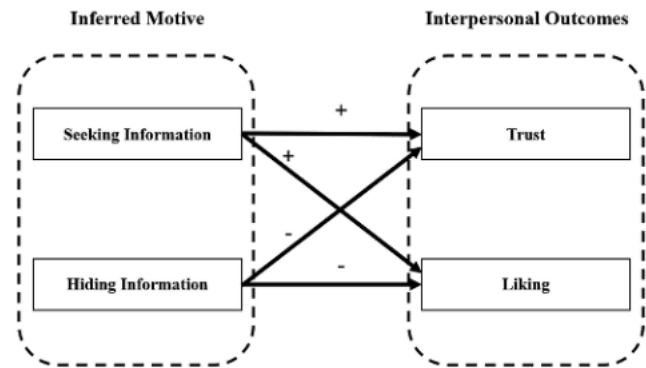 Inferred Motive
Interpersonal Outcomes
+
Seeking Information
Trust
+
-
-
Hiding Information
Liking